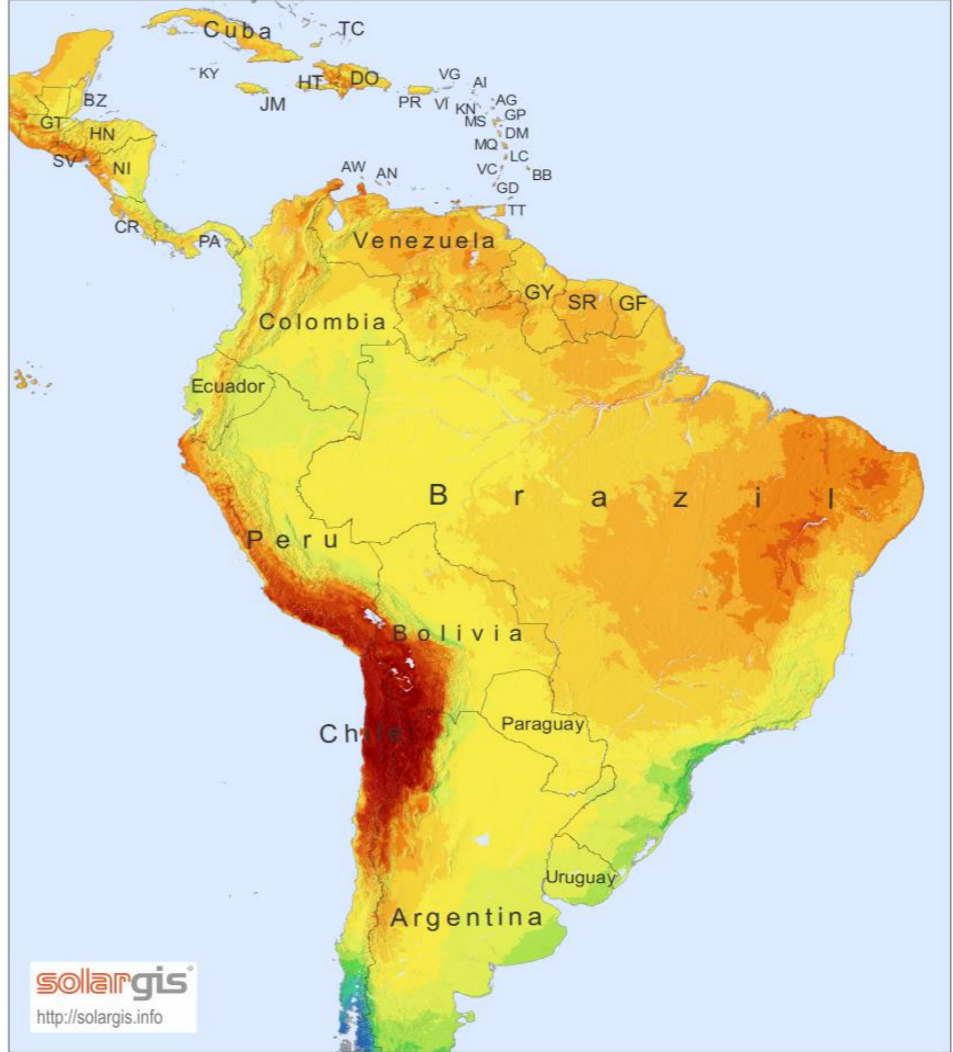 Cuba
TC
KY
HT
DO
VG
AI
BZ
JM
PR
VI
KN
AG
GP
MS
GT
HN
DM
MQ
LC
SV
NI
AW
AN
VC
BB
GD
TT
CR
PA
Venezuela
GY
SR
GF
Colombia
Ecuador
Brazil
Peru
Bolivia
Paraguay
Chile
Uruguay
Argentina
solargis
http://solargis.info